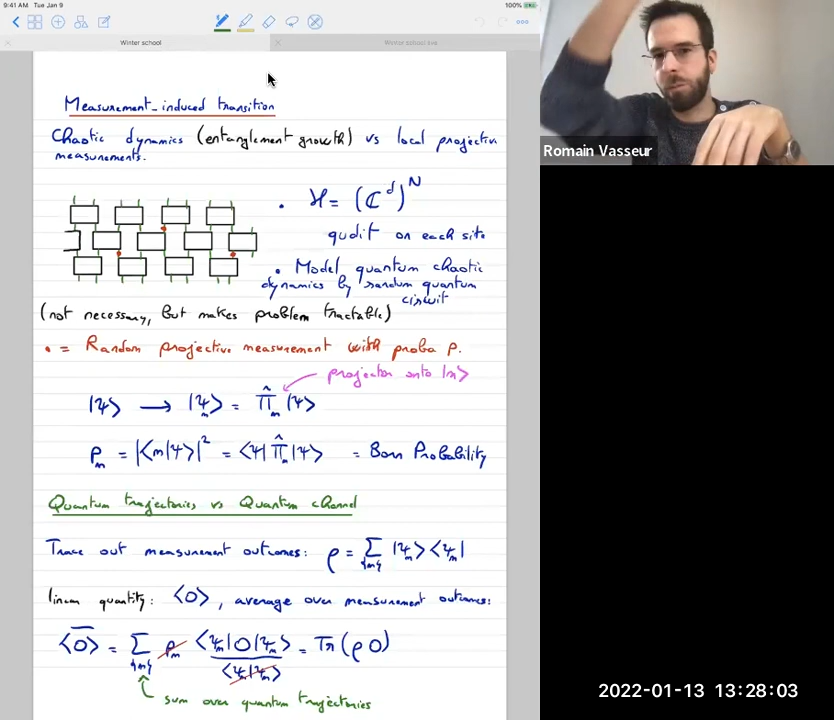 9:41 AM Tue Jan 9
100%
Winter school
Winter school live
Measurement-induced transition
Chaotic dynamics (entanglement growth) vs local projective
measurements.
• ℋ = (ℂ^d)^N
qudit on each site
• Model quantum chaotic
dynamics by random quantum
circuit
(not necessary, but makes problem tractable)
• = Random projective measurement with proba p.
projector onto |m>
|ψ> → |ψ_m> = Π̂_m |ψ>
p_m = |<m|ψ>|² = <ψ|Π̂_m|ψ> = Born Probability
Quantum trajectories vs Quantum channel
Trace out measurement outcomes: ρ = Σ_{m} |ψ_m><ψ_m|
linear quantity: <O>, average over measurement outcomes:
<O>‾ = Σ_{m} p_m <ψ_m|O|ψ_m> / <ψ_m|ψ_m> = Tr(ρO)
sum over quantum trajectories
Romain Vasseur
2022-01-13 13:28:03